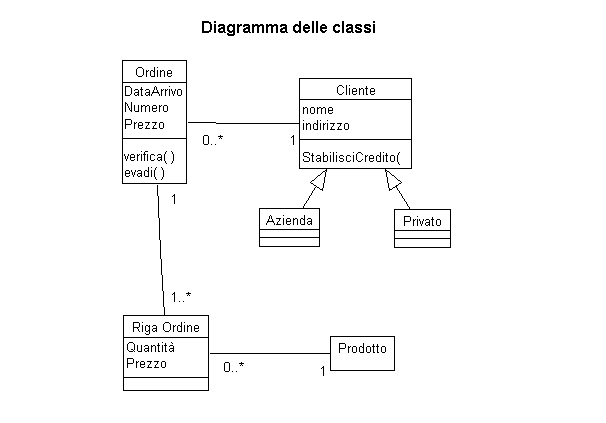 Diagramma delle classi
Ordine
DataArrivo
Numero
Prezzo
verifica( )
evadi( )
Cliente
nome
indirizzo
StabilisciCredito(
0..*
1
1
Azienda
Privato
1..*
Riga Ordine
Quantità
Prezzo
0..*
1
Prodotto